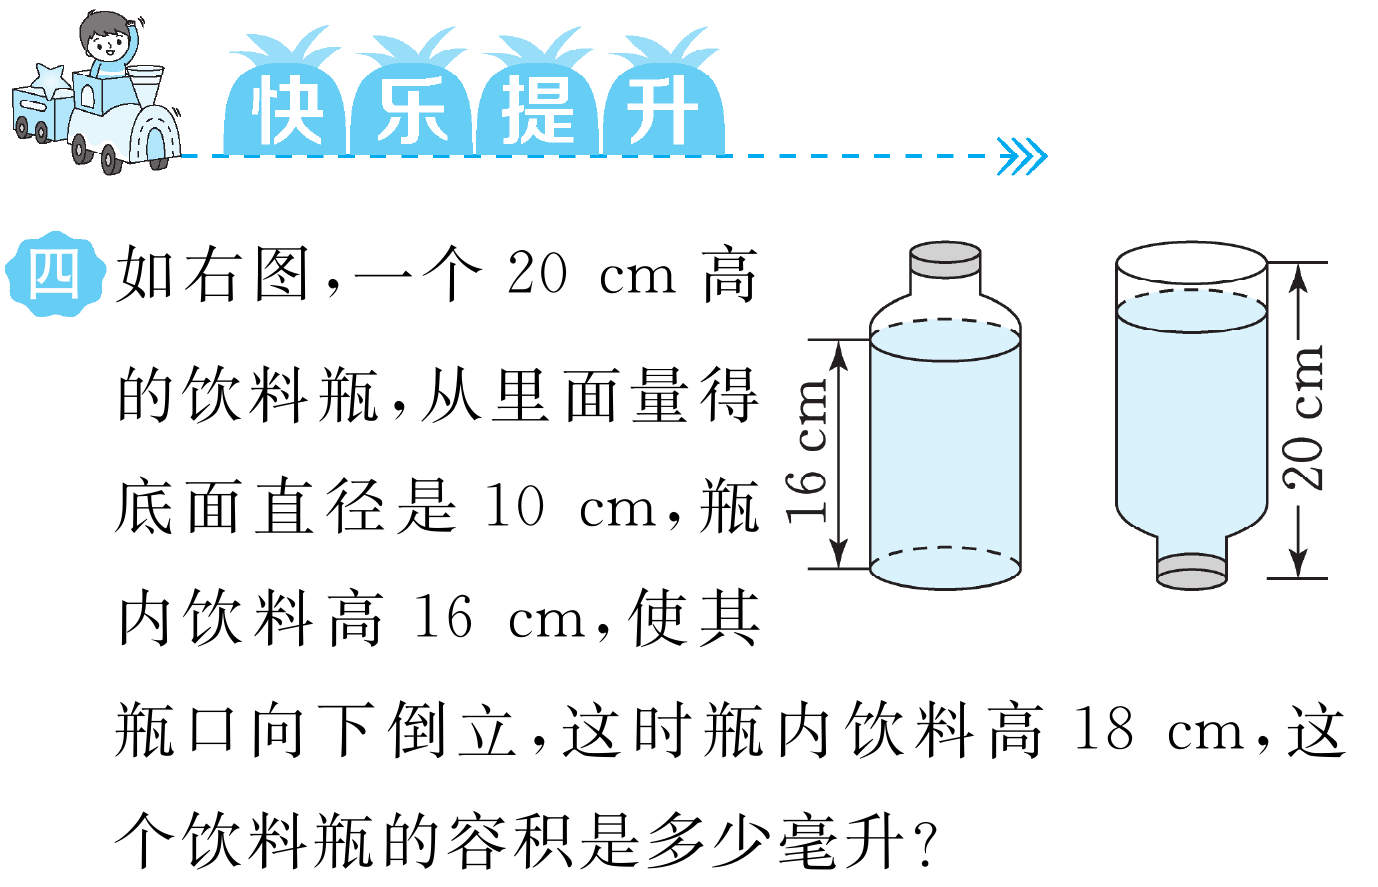 快乐提升
四 如右图,一个 20 cm 高
的饮料瓶,从里面量得
底面直径是 10 cm,瓶
内饮料高 16 cm,使其
瓶口向下倒立,这时瓶内饮料高 18 cm,这
个饮料瓶的容积是多少毫升?
16 cm
20 cm